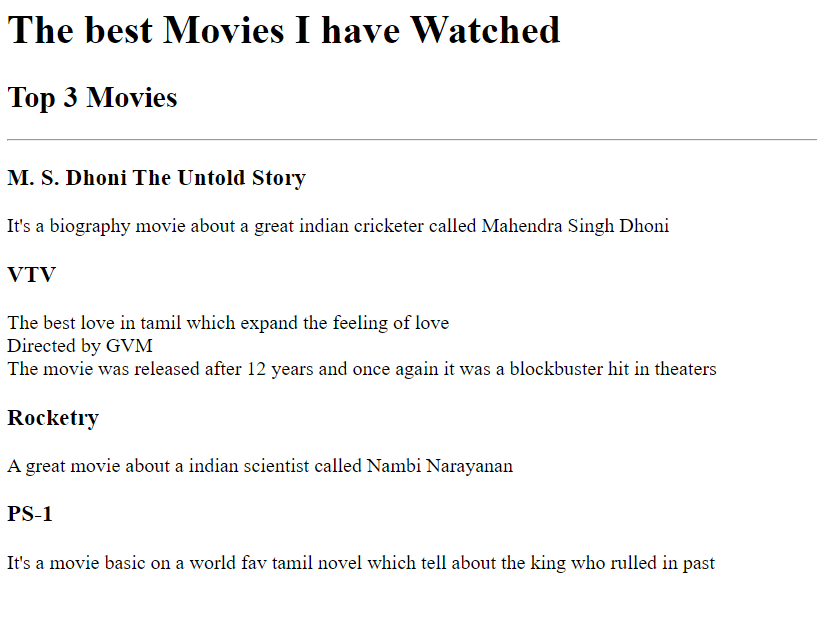 The best Movies I have Watched
Top 3 Movies
M. S. Dhoni The Untold Story
It's a biography movie about a great indian cricketer called Mahendra Singh Dhoni
VTV
The best love in tamil which expand the feeling of love
Directed by GVM
The movie was released after 12 years and once again it was a blockbuster hit in theaters
Rocketry
A great movie about a indian scientist called Nambi Narayanan
PS-1
It's a movie basic on a world fav tamil novel which tell about the king who rulled in past